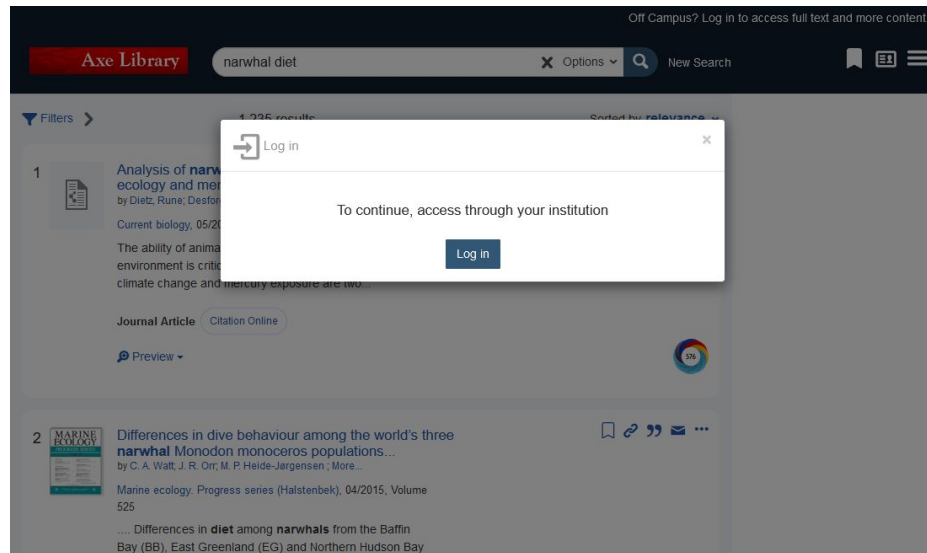 Off Campus? Log in to access full text and more content
Axe Library
narwhal diet
Options
New Search
Filters
1,235 results
Sorted by relevance
Log in
×
To continue, access through your institution
Log in
1
Analysis of narw
ecology and mer
by Dietz, Rune; Desfor
Current biology, 05/20
The ability of anima
environment is critic
climate change and mercury exposure are two...
Journal Article
Citation Online
Preview
376
2
MARINE
ECOLOGY
Differences in dive behaviour among the world's three
narwhal Monodon monoceros populations...
by C. A. Watt; J. R. Orr; M. P. Heide-Jørgensen ; More...
Marine ecology. Progress series (Halstenbek), 04/2015, Volume
525
.... Differences in diet among narwhals from the Baffin
Bay (BB), East Greenland (EG) and Northern Hudson Bay